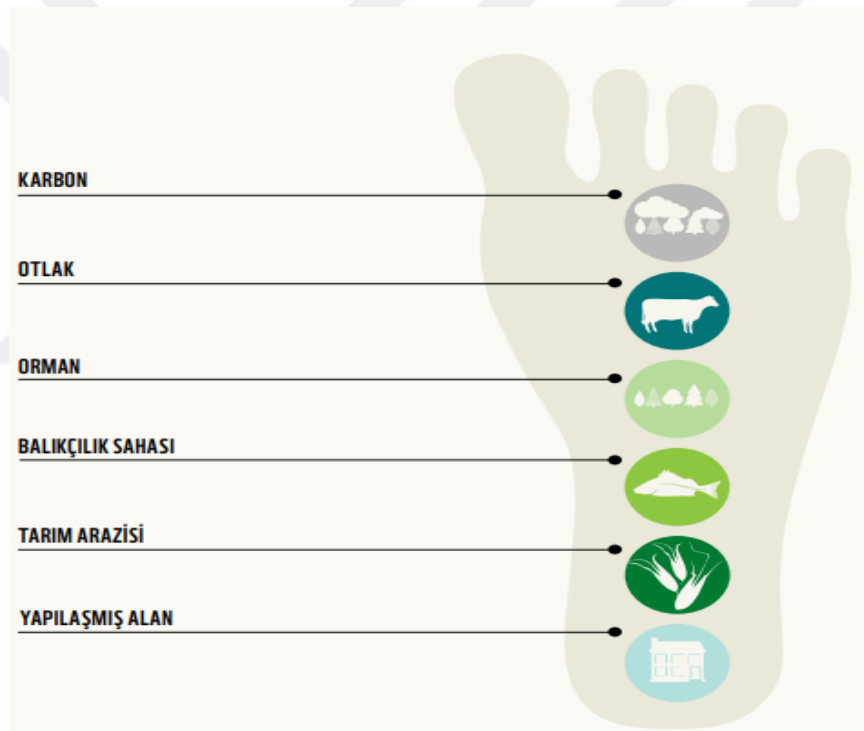 KARBON
OTLAK
ORMAN
BALIKÇILIK SAHASI
TARIM ARAZİSİ
YAPILAŞMIŞ ALAN